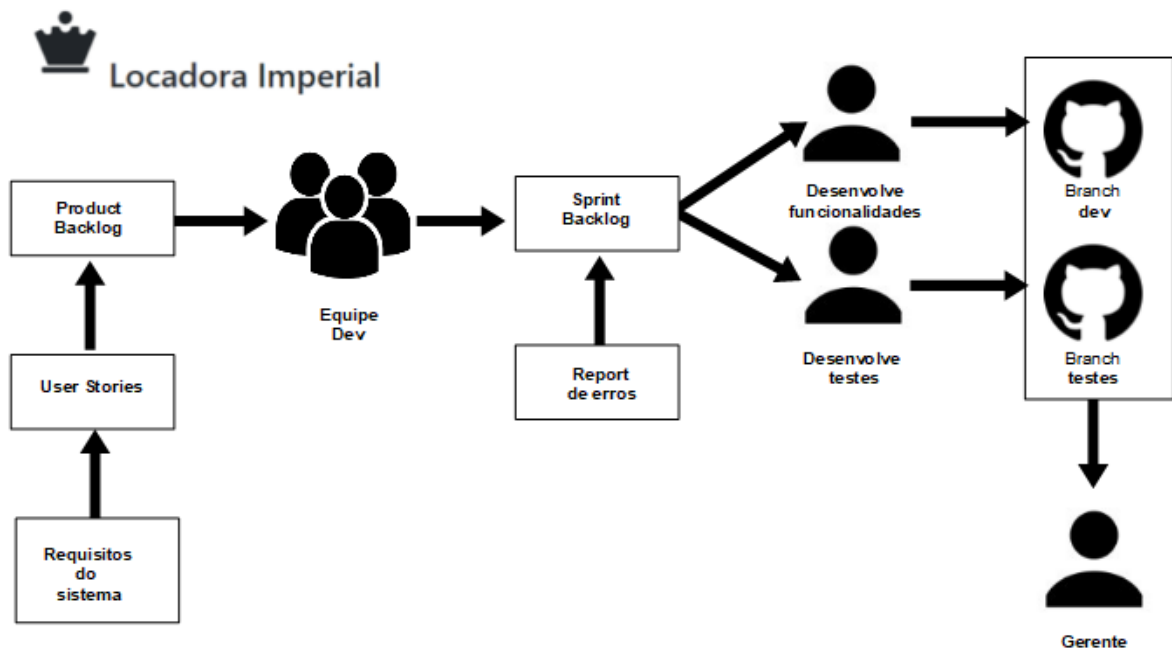 Locadora Imperial
Product
Backlog
User Stories
Requisitos
do
sistema
Equipe
Dev
Sprint
Backlog
Report
de erros
Desenvolve
funcionalidades
Desenvolve
testes
Branch
dev
Branch
testes
Gerente